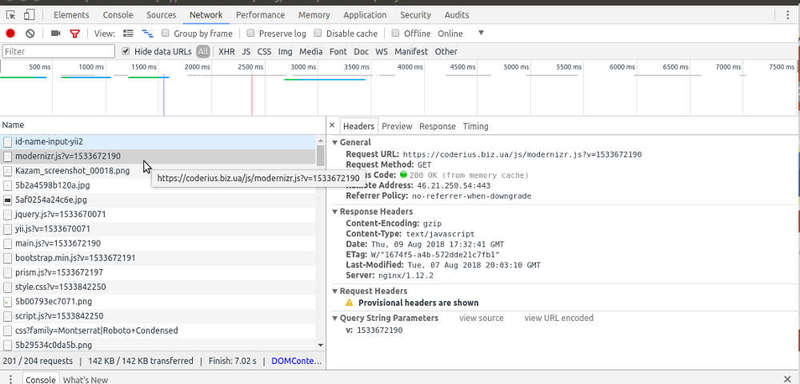 Elements Console Sources Network Performance Memory Application Security Audits
View: Group by frame Preserve log Disable cache Offline Online
Filter Hide data URLs All XHR JS CSS Img Media Font Doc WS Manifest Other
500 ms 1000 ms 1500 ms 2000 ms 2500 ms 3000 ms 3500 ms 4000 ms 4500 ms 5000 ms 5500 ms 6000 ms 6500 ms 7000 ms 7500 ms
Name
id-name-input-yii2
modernizr.js?v=1533672190
Kazam_screenshot_00018.png
5b2a4598b120a.jpg
5af0254a24c6e.jpg
jquery.js?v=1533670071
yii.js?v=1533670071
main.js?v=1533672190
bootstrap.min.js?v=1533672191
prism.js?v=1533672197
style.css?v=1533842250
5b00793ec7071.png
script.js?v=1533842250
css?family=Montserrat|Roboto+Condensed
5b29534c0da5b.png
201 / 204 requests | 142 KB / 142 KB transferred | Finish: 7.02 s | DOMConte...
https://coderius.biz.ua/js/modernizr.js?v=1533672190
× Headers Preview Response Timing
General
Request URL: https://coderius.biz.ua/js/modernizr.js?v=1533672190
Request Method: GET
s Code: 200 OK (from memory cache)
emote Address: 46.21.250.54:443
Referrer Policy: no-referrer-when-downgrade
Response Headers
Content-Encoding: gzip
Content-Type: text/javascript
Date: Thu, 09 Aug 2018 17:32:41 GMT
ETag: W/"1674f5-a4b-572dde21c7fb1"
Last-Modified: Tue, 07 Aug 2018 20:03:10 GMT
Server: nginx/1.12.2
Request Headers
Provisional headers are shown
Query String Parameters view source view URL encoded
v: 1533672190
Console What's New